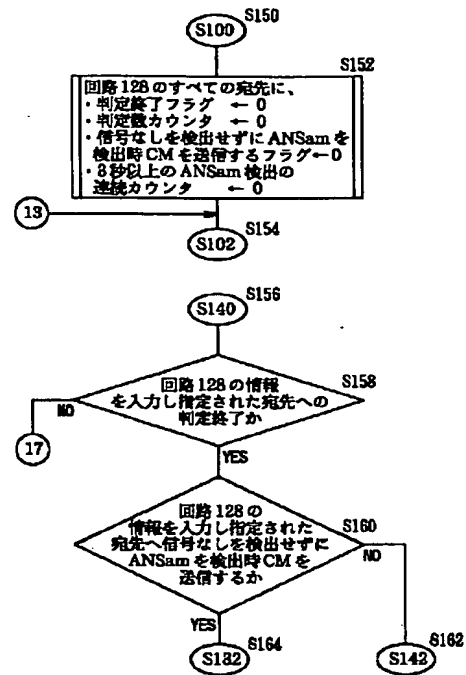 S150
S100
S152
回路128のすべての宛先に、
・判定終了フラグ ← 0
・判定数カウンタ ← 0
・信号なしを検出せずにANSamを
検出時CMを送信するフラグ←0
・3秒以上のANSam検出の
連続カウンタ ← 0
13
S154
S102
S156
S140
S158
回路128の情報
を入力し指定された宛先への
判定終了か
NO
17
YES
S160
回路128の
情報を入力し指定された
宛先へ信号なしを検出せずに
ANSamを検出時CMを
送信するか
NO
YES
S164
S132
S162
S142